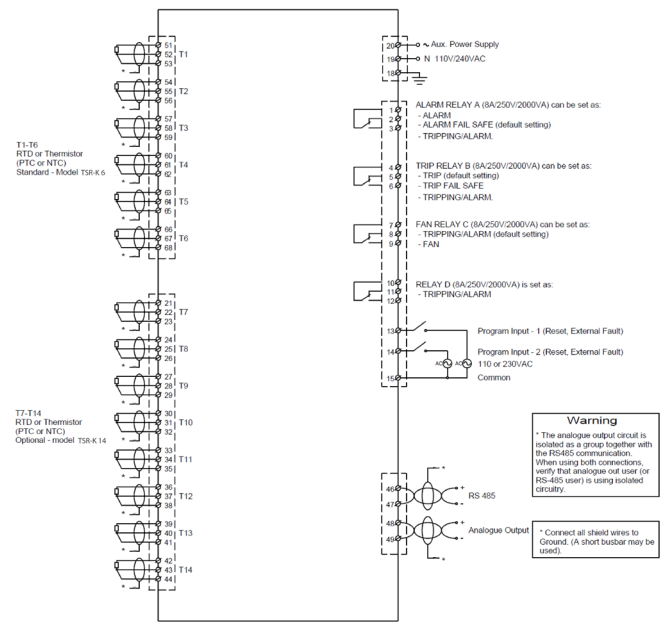 51
52 T1
53
*
54
55 T2
56
*
57
58 T3
59
*
T1-T6
RTD or Thermistor
(PTC or NTC)
Standard - Model TSR-K 6
60
61 T4
62
*
63
64 T5
65
*
66
67 T6
68
*
21
22 T7
23
*
24
25 T8
26
*
27
28 T9
29
*
T7-T14
RTD or Thermistor
(PTC or NTC)
Optional - model TSR-K 14
30
31 T10
32
*
33
34 T11
35
*
36
37 T12
38
*
39
40 T13
41
*
42
43 T14
44
*
20 ~ Aux. Power Supply
19 N 110V/240VAC
18
ALARM RELAY A (8A/250V/2000VA) can be set as:
1 - ALARM
2 - ALARM FAIL SAFE (default setting)
3 - TRIPPING/ALARM.
TRIP RELAY B (8A/250V/2000VA) can be set as:
4 - TRIP (default setting)
5 - TRIP FAIL SAFE
6 - TRIPPING/ALARM.
FAN RELAY C (8A/250V/2000VA) can be set as:
7
8 - TRIPPING/ALARM (default setting)
9 - FAN
10
RELAY D (8A/250V/2000VA) is set as:
11 - TRIPPING/ALARM
12
13 Program Input - 1 (Reset, External Fault)
14 Program Input - 2 (Reset, External Fault)
AC AC 110 or 230VAC
15 Common
46 * +
RS 485
47 -
48 +
Analogue Output
49 -
*
Warning
* The analogue output circuit is
isolated as a group together with
the RS485 communication.
When using both connections,
verify that analogue out user (or
RS-485 user) is using isolated
circuitry.
* Connect all shield wires to
Ground. (A short busbar may be
used).